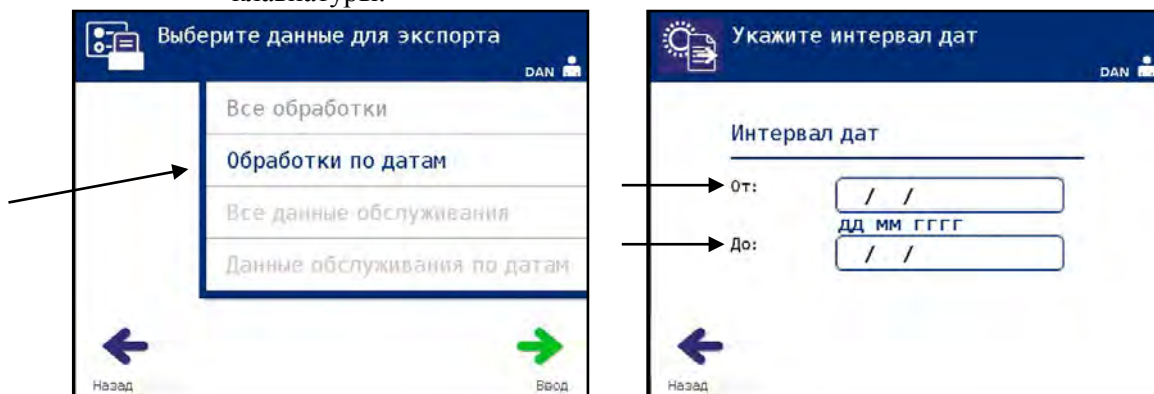 клавиатуры.
Выберите данные для экспорта
DAN
Все обработки
Обработки по датам
Все данные обслуживания
Данные обслуживания по датам
Назад
Ввод
Укажите интервал дат
DAN
Интервал дат
От:
/ /
ДД ММ ГГГГ
До:
/ /
Назад